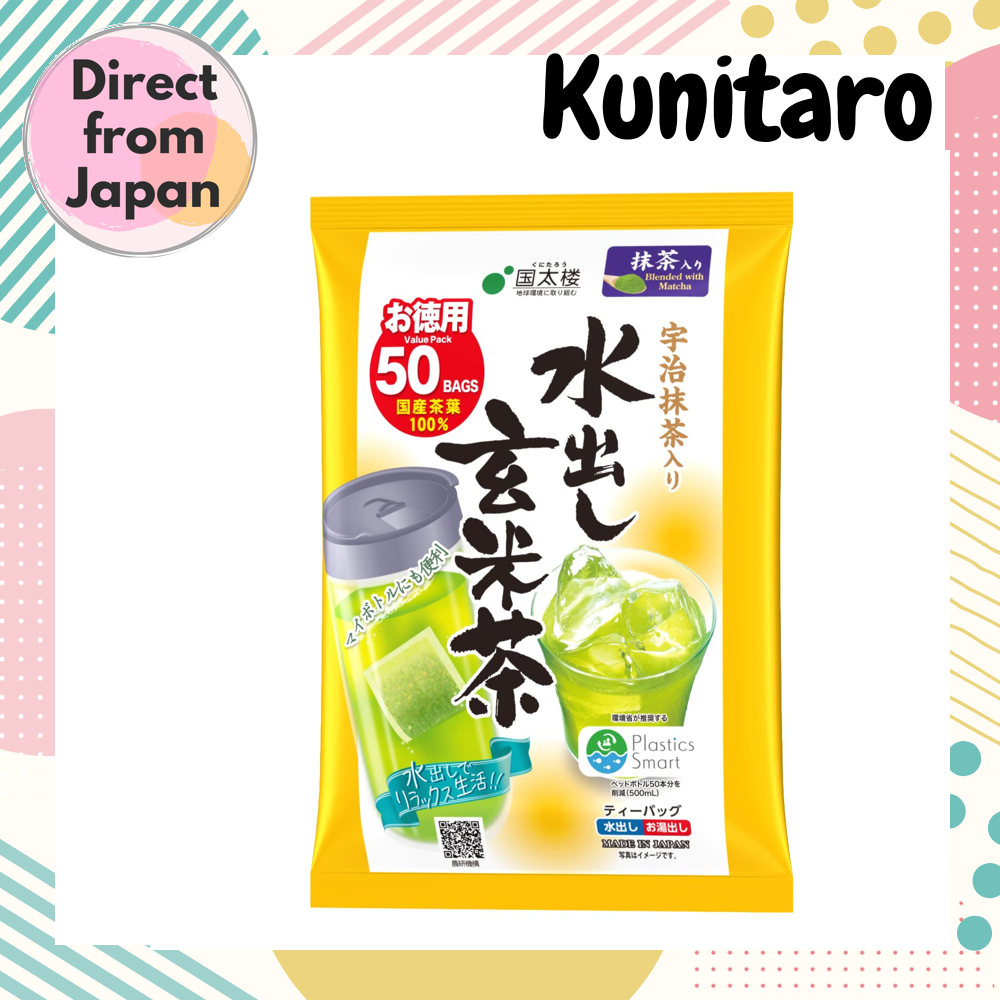 Direct
from
Japan
Kunitaro
くにたろう
国太楼
地球環境に取り組む
抹茶入り
Blended with
Matcha
お徳用
Value Pack
50 BAGS
国産茶葉
100%
宇治抹茶入り
水出し
玄米茶
マイボトルにも便利
水出しで
リラックス生活!!
環境省が推奨する
Plastics
Smart
ペットボトル50本分を
削減(500mL)
ティーバッグ
水出し お湯出し
MADE IN JAPAN
写真はイメージです。
農研機構